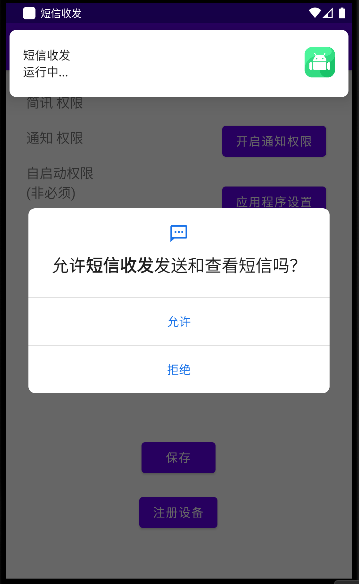 短信收发
短信收发
运行中...
简讯 权限
通知 权限
开启通知权限
自启动权限
(非必须)
应用程序设置
允许短信收发发送和查看短信吗？
允许
拒绝
保存
注册设备